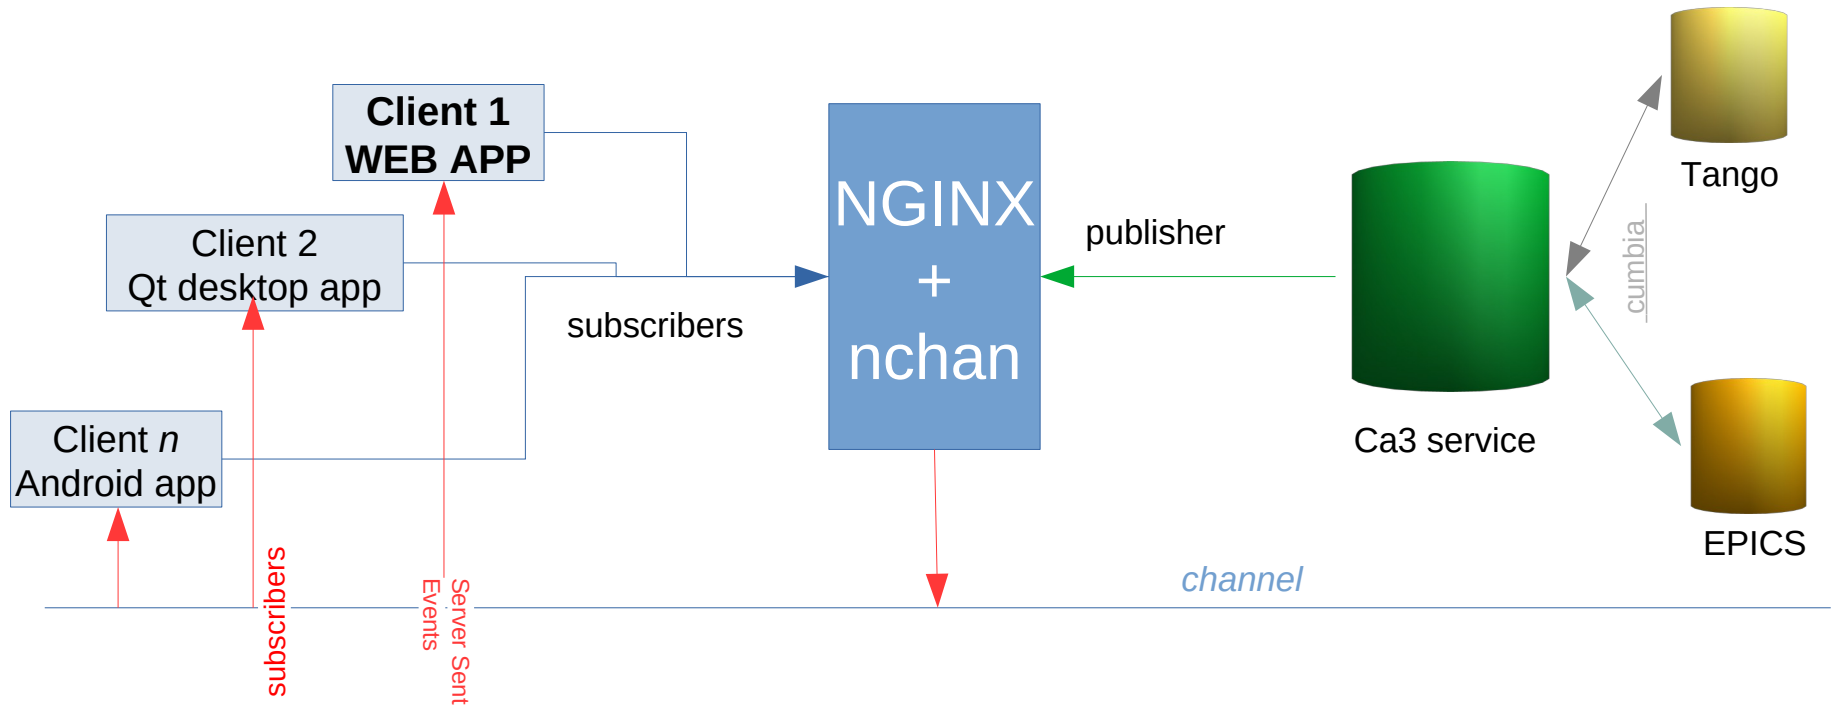 Client 1
WEB APP
Client 2
Qt desktop app
Client n
Android app
subscribers
NGINX
+
nchan
publisher
Ca3 service
Tango
cumbia
EPICS
channel
subscribers
Server Sent
Events